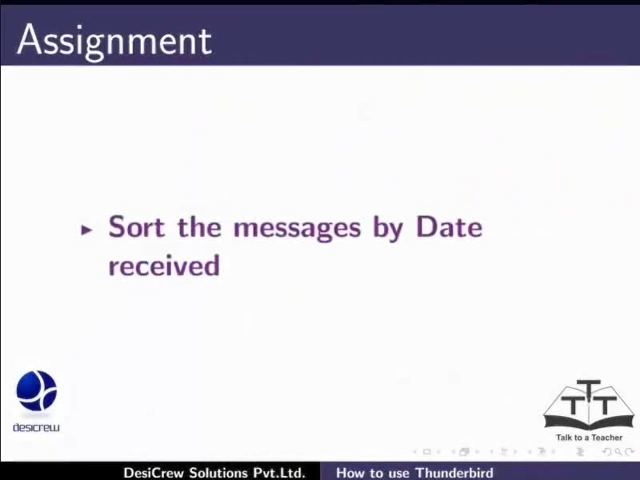 Assignment
Sort the messages by Date
received
desicrew
TTT
Talk to a Teacher
DesiCrew Solutions Pvt.Ltd. How to use Thunderbird